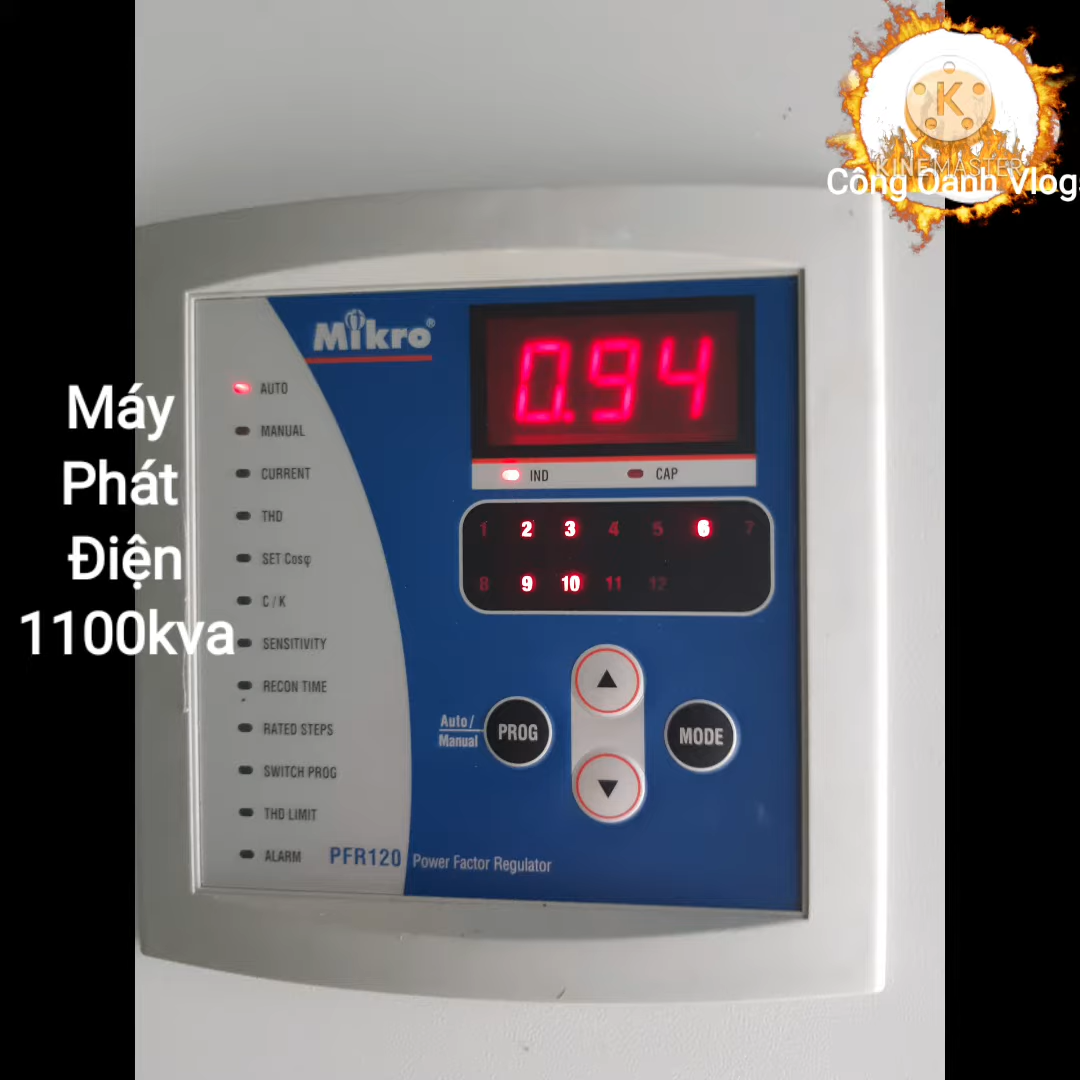 K
KINEMASTER
Công Oanh Vlogs
Máy
Phát
Điện
1100kva
Mikro®
0.94
IND CAP
1 2 3 4 5 6 7
8 9 10 11 12
AUTO
MANUAL
CURRENT
THD
SET Cosφ
C / K
SENSITIVITY
RECON TIME
RATED STEPS
SWITCH PROG
THD LIMIT
ALARM
Auto /
Manual
PROG
▲
▼
MODE
PFR120 Power Factor Regulator